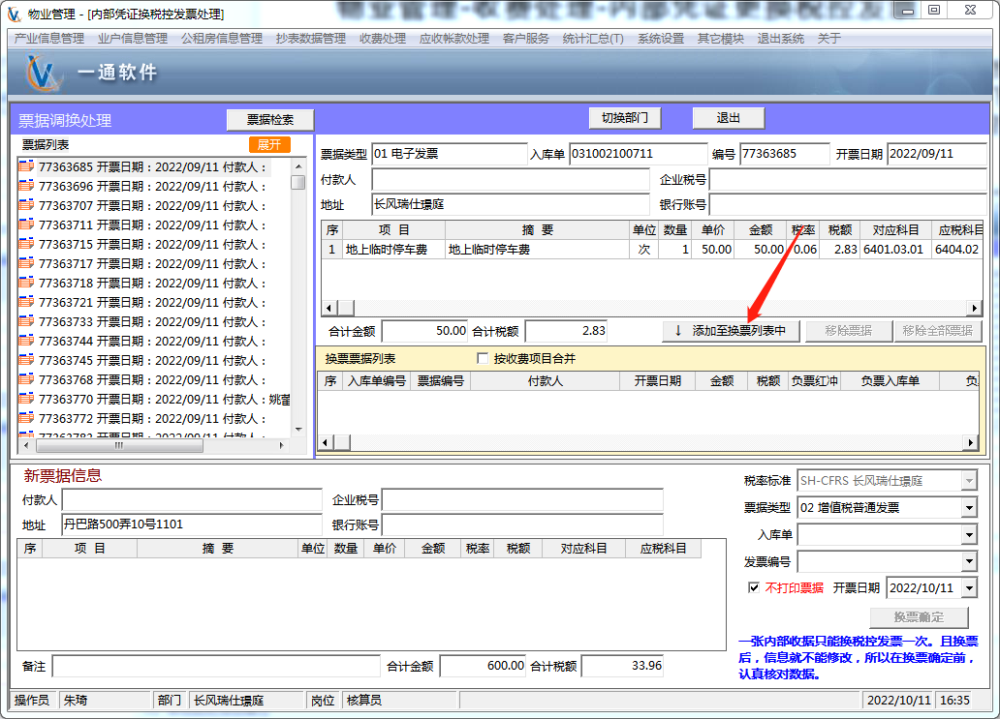 物业管理 - [内部凭证换税控发票处理]
产业信息管理 业户信息管理 公租房信息管理 抄表数据管理 收费处理 应收帐款处理 客户服务 统计汇总(T) 系统设置 其它模块 退出系统 关于
一通软件
票据调换处理 票据检索 切换部门 退出
票据列表 展开
77363685 开票日期：2022/09/11 付款人：
77363696 开票日期：2022/09/11 付款人：
77363707 开票日期：2022/09/11 付款人：
77363711 开票日期：2022/09/11 付款人：
77363715 开票日期：2022/09/11 付款人：
77363717 开票日期：2022/09/11 付款人：
77363718 开票日期：2022/09/11 付款人：
77363721 开票日期：2022/09/11 付款人：
77363733 开票日期：2022/09/11 付款人：
77363744 开票日期：2022/09/11 付款人：
77363745 开票日期：2022/09/11 付款人：
77363768 开票日期：2022/09/11 付款人：
77363770 开票日期：2022/09/11 付款人：姚蕾
77363772 开票日期：2022/09/11 付款人：
票据类型 01 电子发票 入库单 031002100711 编号 77363685 开票日期 2022/09/11
付款人 企业税号
地址 长风瑞仕璟庭 银行账号
序 项 目 摘 要 单位 数量 单价 金额 税率 税额 对应科目 应税科目
1 地上临时停车费 地上临时停车费 次 1 50.00 50.00 0.06 2.83 6401.03.01 6404.02
合计金额 50.00 合计税额 2.83 ↓ 添加至换票列表中 移除票据 移除全部票据
换票票据列表 按收费项目合并
序 入库单编号 票据编号 付款人 开票日期 金额 税额 负票红冲 负票入库单 负
新票据信息
付款人 企业税号
地址 丹巴路500弄10号1101 银行账号
序 项 目 摘 要 单位 数量 单价 金额 税率 税额 对应科目 应税科目
备注 合计金额 600.00 合计税额 33.96
税率标准 SH-CFRS 长风瑞仕璟庭
票据类型 02 增值税普通发票
入库单
发票编号
不打印票据 开票日期 2022/10/11
换票确定
一张内部收据只能换税控发票一次。且换票
后，信息就不能修改，所以在换票确定前，
认真核对数据。
操作员 朱琦 部门 长风瑞仕璟庭 岗位 核算员 2022/10/11 16:35